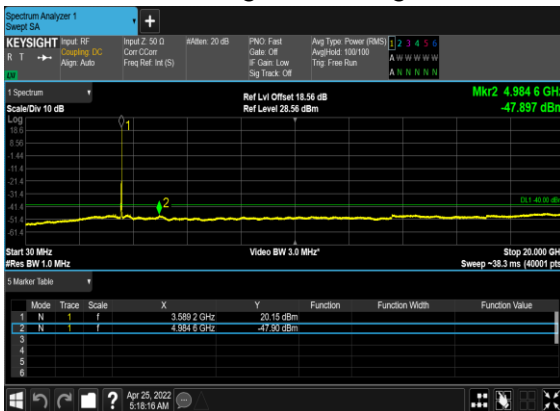 Spectrum Analyzer 1
Swept SA
KEYSIGHT Input: RF Input Z: 50 Ω #Atten: 20 dB PNO: Fast Avg Type: Power (RMS) 1 2 3 4 5 6
R T Coupling: DC Corr CCorr Gate: Off Avg|Hold: 100/100 A W W W W W
Align: Auto Freq Ref: Int (S) IF Gain: Low Trig: Free Run
Sig Track: Off A N N N N N
1 Spectrum Ref Lvl Offset 18.56 dB Mkr2 4.984 6 GHz
Scale/Div 10 dB Ref Level 28.56 dBm -47.897 dBm
Log
1
18.6
8.56
-1.44
-11.4
-21.4
-31.4
DL1 -40.00 dBm
2
-41.4
-51.4
-61.4
Start 30 MHz Video BW 3.0 MHz* Stop 20.000 GHz
#Res BW 1.0 MHz Sweep ~38.3 ms (40001 pts)
5 Marker Table
Mode Trace Scale X Y Function Function Width Function Value
1 N 1 f 3.589 2 GHz 20.15 dBm
2 N 1 f 4.984 6 GHz -47.90 dBm
3
4
5
6
? Apr 25, 2022
5:18:16 AM